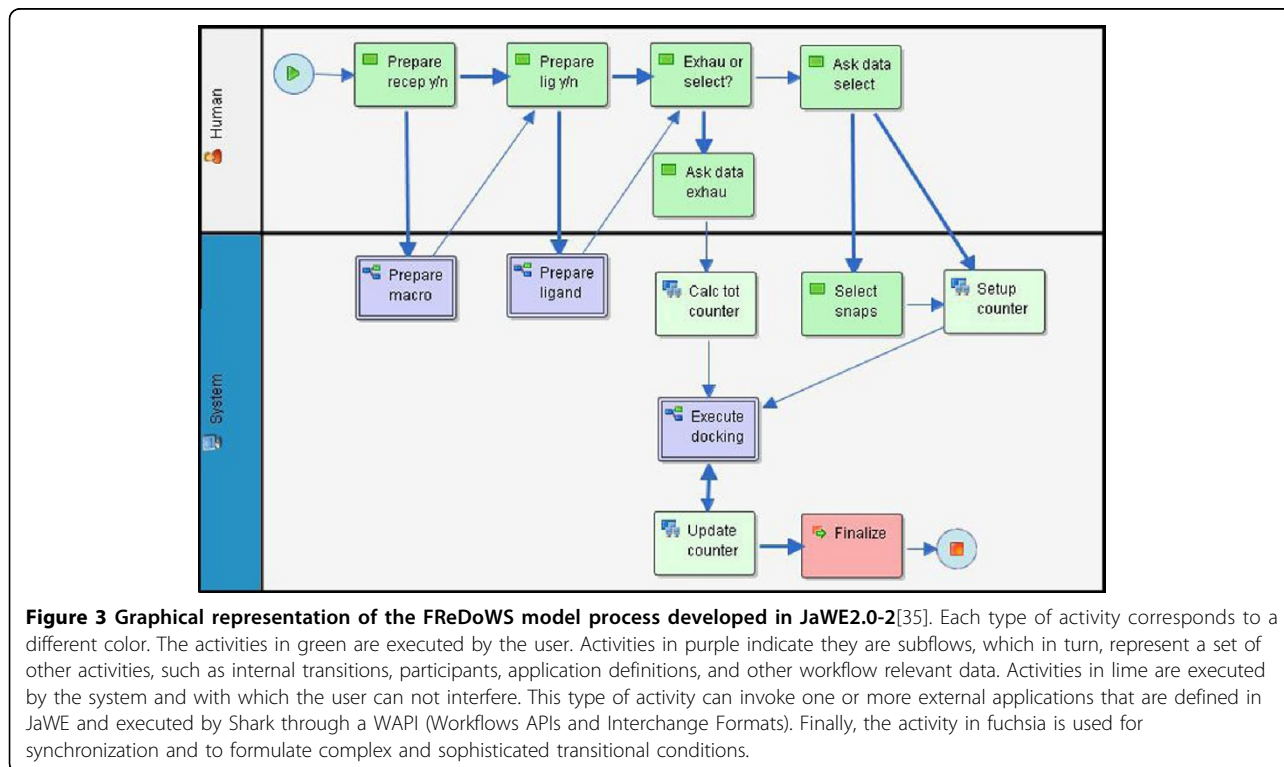 Human
Prepare
recep y/n
Prepare
lig y/n
Exhau or
select?
Ask data
select
Ask data
exhau
System
Prepare
macro
Prepare
ligand
Calc tot
counter
Select
snaps
Setup
counter
Execute
docking
Update
counter
Finalize
Figure 3 Graphical representation of the FReDoWS model process developed in JaWE2.0-2[35]. Each type of activity corresponds to a
different color. The activities in green are executed by the user. Activities in purple indicate they are subflows, which in turn, represent a set of
other activities, such as internal transitions, participants, application definitions, and other workflow relevant data. Activities in lime are executed
by the system and with which the user can not interfere. This type of activity can invoke one or more external applications that are defined in
JaWE and executed by Shark through a WAPI (Workflows APIs and Interchange Formats). Finally, the activity in fuchsia is used for
synchronization and to formulate complex and sophisticated transitional conditions.